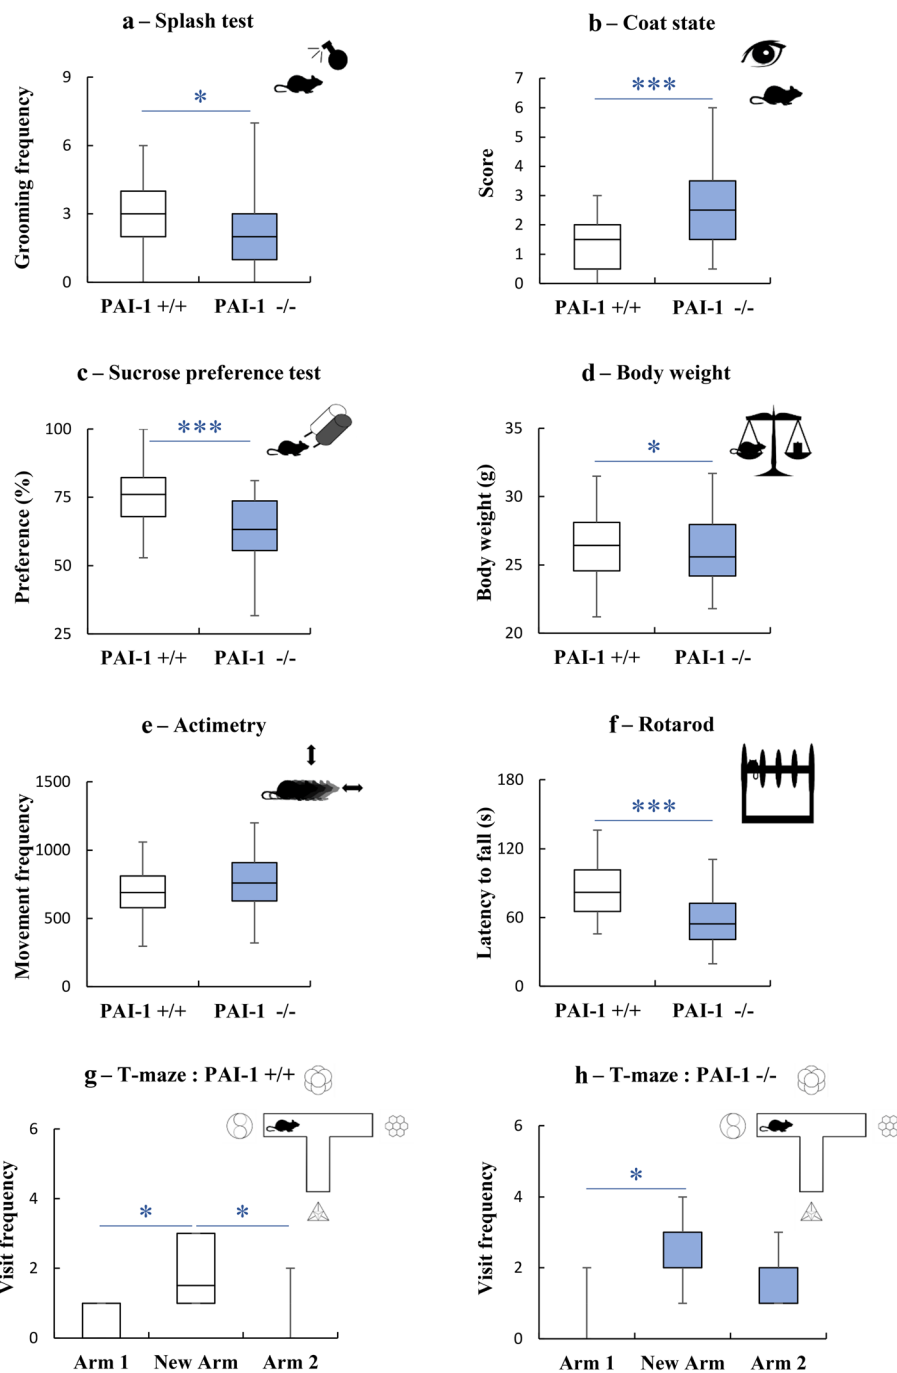 a – Splash test
*
Grooming frequency
9
6
3
0
PAI-1 +/+ PAI-1 -/-
b – Coat state
***
Score
7
6
5
4
3
2
1
0
PAI-1 +/+ PAI-1 -/-
c – Sucrose preference test
***
Preference (%)
100
75
50
25
PAI-1 +/+ PAI-1 -/-
d – Body weight
*
Body weight (g)
35
30
25
20
PAI-1 +/+ PAI-1 -/-
e – Actimetry
Movement frequency
1500
1000
500
0
PAI-1 +/+ PAI-1 -/-
f – Rotarod
***
Latency to fall (s)
180
120
60
0
PAI-1 +/+ PAI-1 -/-
g – T-maze : PAI-1 +/+
* *
Visit frequency
6
4
2
0
Arm 1 New Arm Arm 2
h – T-maze : PAI-1 -/-
*
Visit frequency
6
4
2
0
Arm 1 New Arm Arm 2